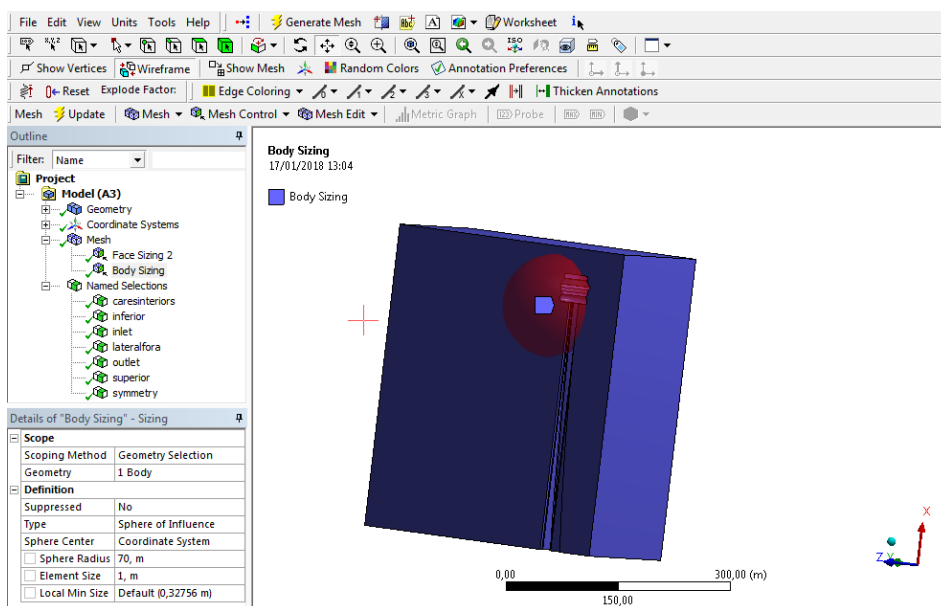 File Edit View Units Tools Help Generate Mesh Abc A Worksheet i
Show Vertices Wireframe Show Mesh Random Colors Annotation Preferences
Reset Explode Factor: Edge Coloring Thicken Annotations
Mesh Update Mesh Mesh Control Mesh Edit Metric Graph Probe
Outline
Filter: Name
Project
Model (A3)
Geometry
Coordinate Systems
Mesh
Face Sizing 2
Body Sizing
Named Selections
caresinteriors
inferior
inlet
lateralfora
outlet
superior
symmetry
Details of "Body Sizing" - Sizing
Scope
Scoping Method Geometry Selection
Geometry 1 Body
Definition
Suppressed No
Type Sphere of Influence
Sphere Center Coordinate System
Sphere Radius 70, m
Element Size 1, m
Local Min Size Default (0,32756 m)
Body Sizing
17/01/2018 13:04
Body Sizing
0,00 300,00 (m)
150,00
X
Z Y